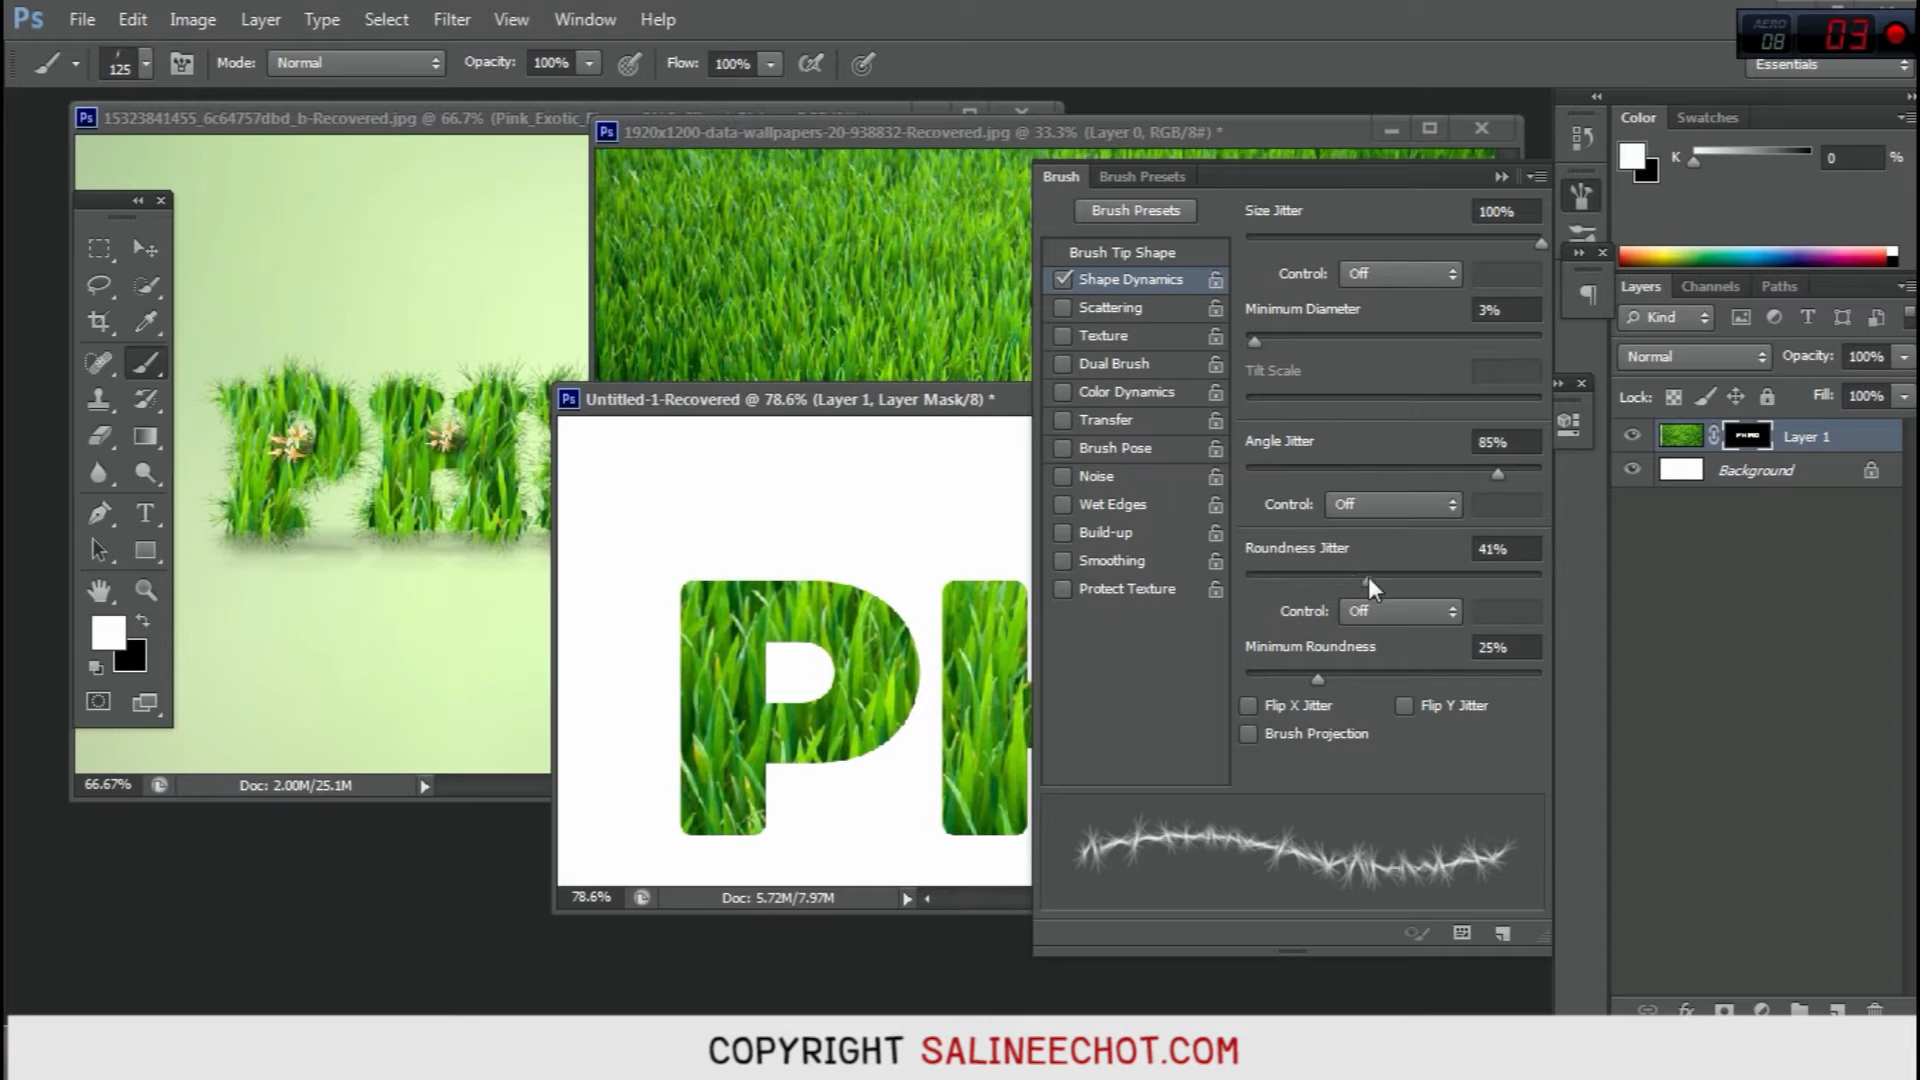 Ps File Edit Image Layer Type Select Filter View Window Help
AERO
08 03
125 Mode: Normal Opacity: 100% Flow: 100% Essentials
Ps 15323841455_6c64757dbd_b-Recovered.jpg @ 66.7% (Pink_Exotic_
Ps 1920x1200-data-wallpapers-20-938832-Recovered.jpg @ 33.3% (Layer 0, RGB/8#) *
PH
66.67% Doc: 2.00M/25.1M
Ps Untitled-1-Recovered @ 78.6% (Layer 1, Layer Mask/8) *
P
78.6% Doc: 5.72M/7.97M
Brush Brush Presets
Brush Presets
Brush Tip Shape
Shape Dynamics
Scattering
Texture
Dual Brush
Color Dynamics
Transfer
Brush Pose
Noise
Wet Edges
Build-up
Smoothing
Protect Texture
Size Jitter 100%
Control: Off
Minimum Diameter 3%
Tilt Scale
Angle Jitter 85%
Control: Off
Roundness Jitter 41%
Control: Off
Minimum Roundness 25%
Flip X Jitter Flip Y Jitter
Brush Projection
Color Swatches
K 0 %
Layers Channels Paths
Kind
Normal Opacity: 100%
Lock: Fill: 100%
Layer 1
Background
COPYRIGHT SALINEECHOT.COM